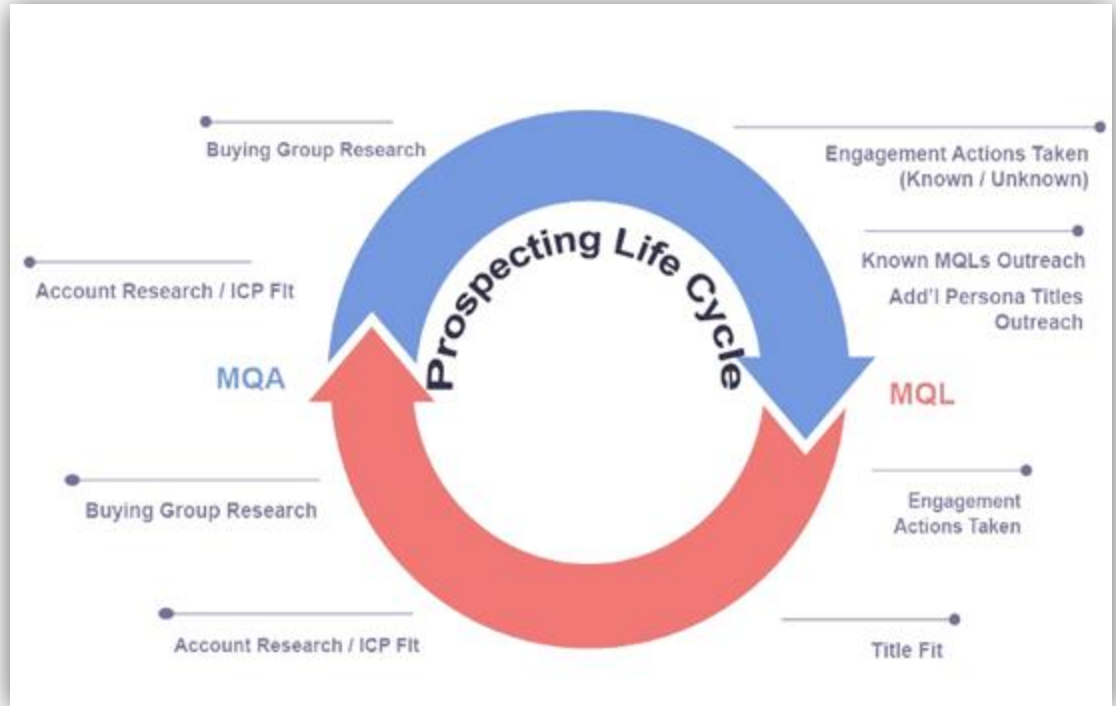 Buying Group Research
Engagement Actions Taken
(Known / Unknown)
Account Research / ICP Fit
Known MQLs Outreach
Add'l Persona Titles
Outreach
Prospecting Life Cycle
MQA
MQL
Buying Group Research
Engagement
Actions Taken
Account Research / ICP Fit
Title Fit